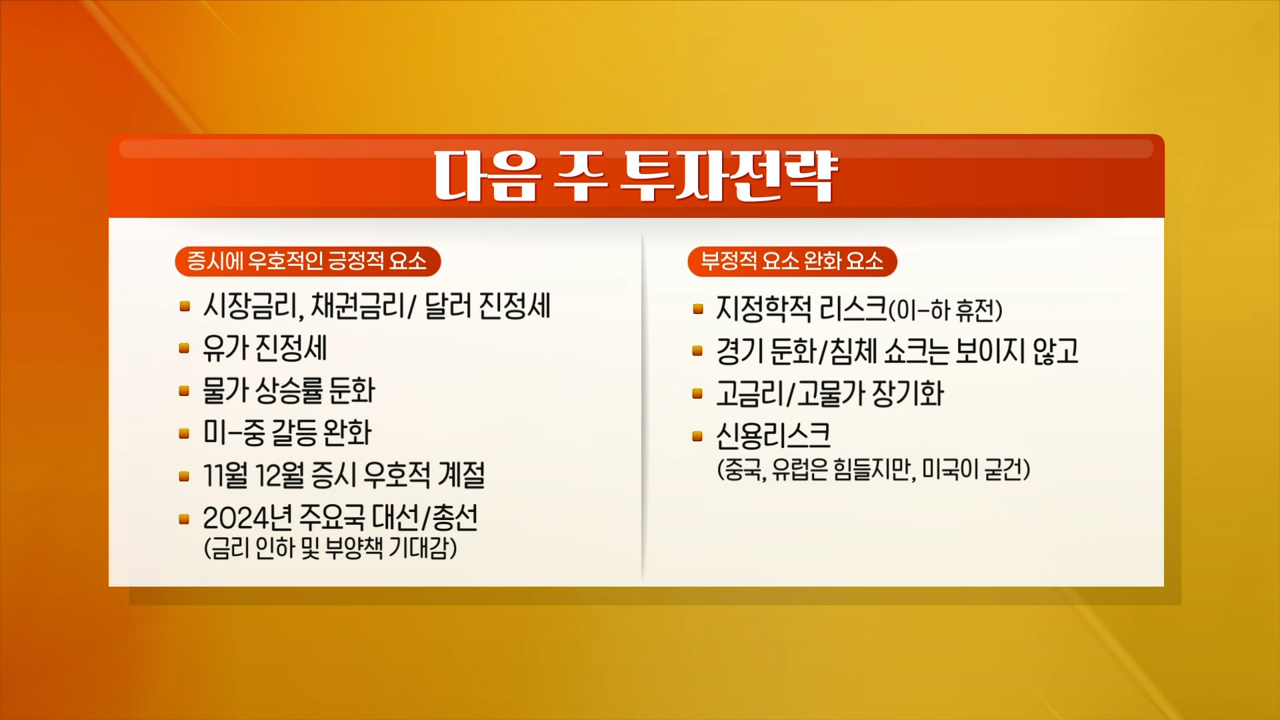 다음 주 투자전략
증시에 우호적인 긍정적 요소
시장금리, 채권금리/ 달러 진정세
유가 진정세
물가 상승률 둔화
미-중 갈등 완화
11월 12월 증시 우호적 계절
2024년 주요국 대선/총선
(금리 인하 및 부양책 기대감)
부정적 요소 완화 요소
지정학적 리스크(이-하 휴전)
경기 둔화/침체 쇼크는 보이지 않고
고금리/고물가 장기화
신용리스크
(중국, 유럽은 힘들지만, 미국이 굳건)